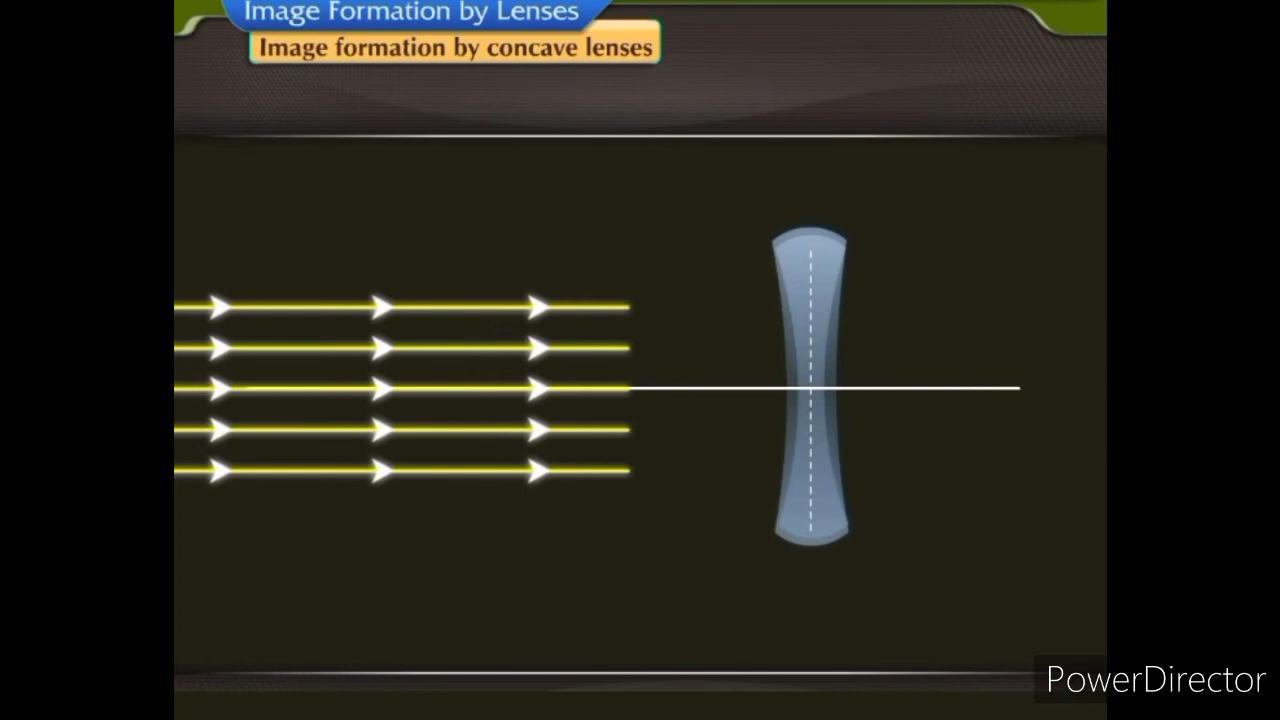 Image Formation by Lenses
Image formation by concave lenses
PowerDirector